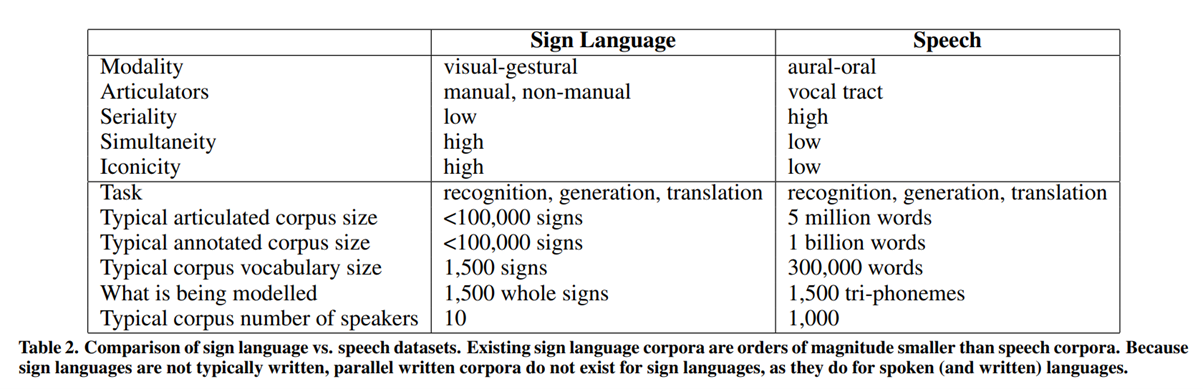 Sign Language Speech
Modality visual-gestural aural-oral
Articulators manual, non-manual vocal tract
Seriality low high
Simultaneity high low
Iconicity high low
Task recognition, generation, translation recognition, generation, translation
Typical articulated corpus size <100,000 signs 5 million words
Typical annotated corpus size <100,000 signs 1 billion words
Typical corpus vocabulary size 1,500 signs 300,000 words
What is being modelled 1,500 whole signs 1,500 tri-phonemes
Typical corpus number of speakers 10 1,000
Table 2. Comparison of sign language vs. speech datasets. Existing sign language corpora are orders of magnitude smaller than speech corpora. Because
sign languages are not typically written, parallel written corpora do not exist for sign languages, as they do for spoken (and written) languages.